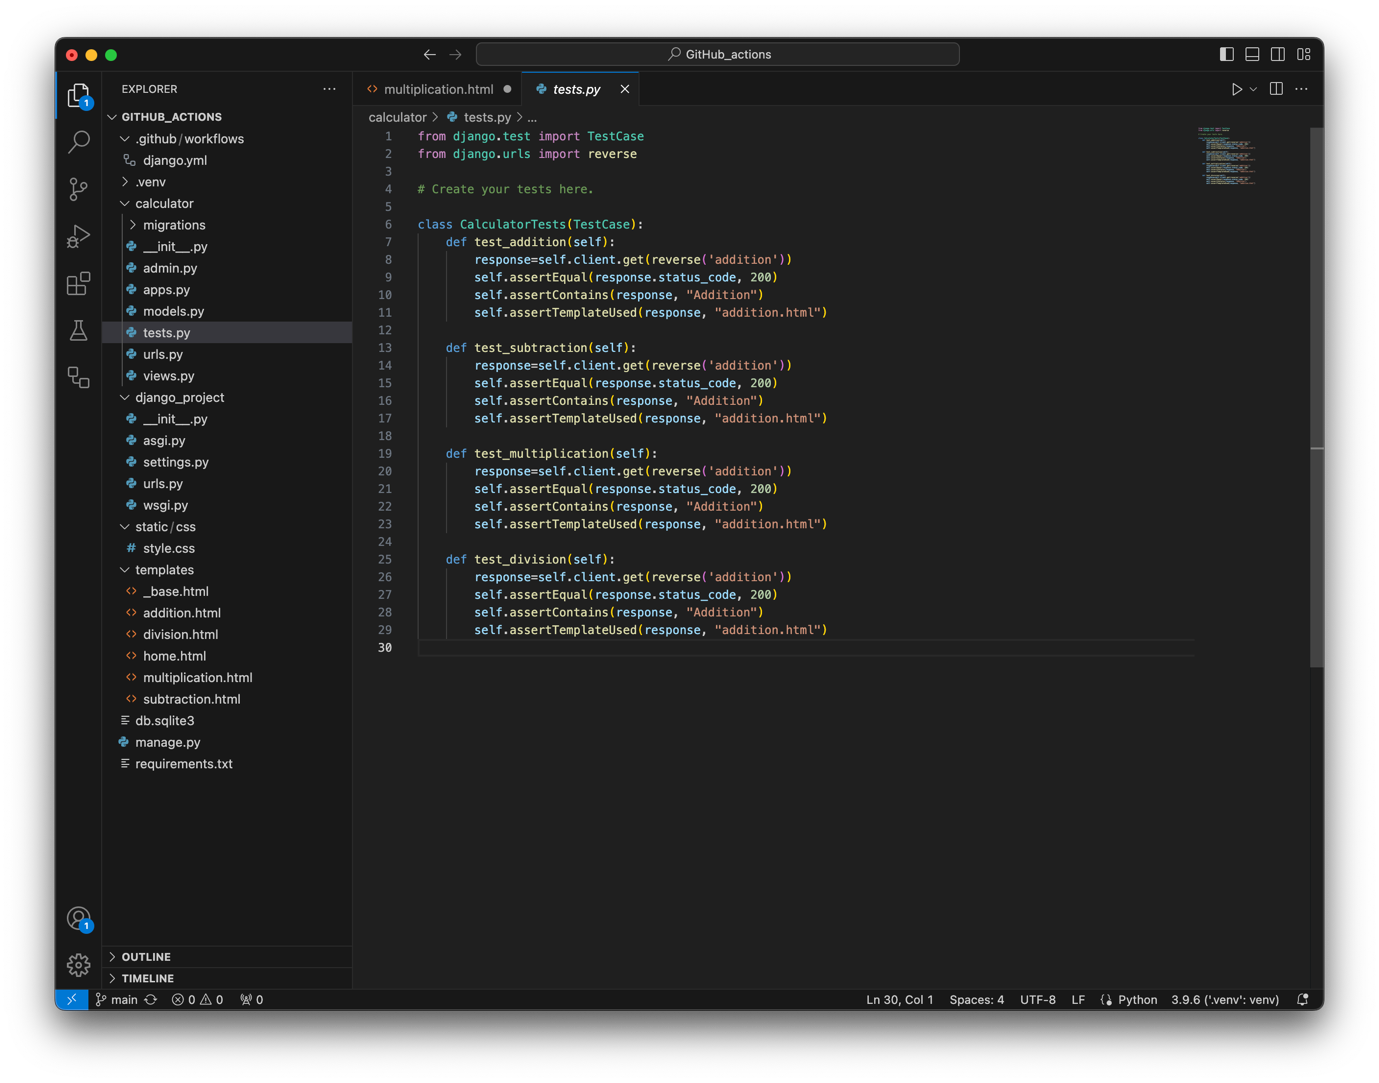 GitHub_actions
EXPLORER
GITHUB_ACTIONS
.github/workflows
django.yml
.venv
calculator
migrations
__init__.py
admin.py
apps.py
models.py
tests.py
urls.py
views.py
django_project
__init__.py
asgi.py
settings.py
urls.py
wsgi.py
static/css
style.css
templates
_base.html
addition.html
division.html
home.html
multiplication.html
subtraction.html
db.sqlite3
manage.py
requirements.txt
OUTLINE
TIMELINE
1
1
multiplication.html
tests.py
calculator > tests.py > ...
1 from django.test import TestCase
2 from django.urls import reverse
3
4 # Create your tests here.
5
6 class CalculatorTests(TestCase):
7 def test_addition(self):
8 response=self.client.get(reverse('addition'))
9 self.assertEqual(response.status_code, 200)
10 self.assertContains(response, "Addition")
11 self.assertTemplateUsed(response, "addition.html")
12
13 def test_subtraction(self):
14 response=self.client.get(reverse('addition'))
15 self.assertEqual(response.status_code, 200)
16 self.assertContains(response, "Addition")
17 self.assertTemplateUsed(response, "addition.html")
18
19 def test_multiplication(self):
20 response=self.client.get(reverse('addition'))
21 self.assertEqual(response.status_code, 200)
22 self.assertContains(response, "Addition")
23 self.assertTemplateUsed(response, "addition.html")
24
25 def test_division(self):
26 response=self.client.get(reverse('addition'))
27 self.assertEqual(response.status_code, 200)
28 self.assertContains(response, "Addition")
29 self.assertTemplateUsed(response, "addition.html")
30
main 0 0 0 Ln 30, Col 1 Spaces: 4 UTF-8 LF Python 3.9.6 ('.venv': venv)